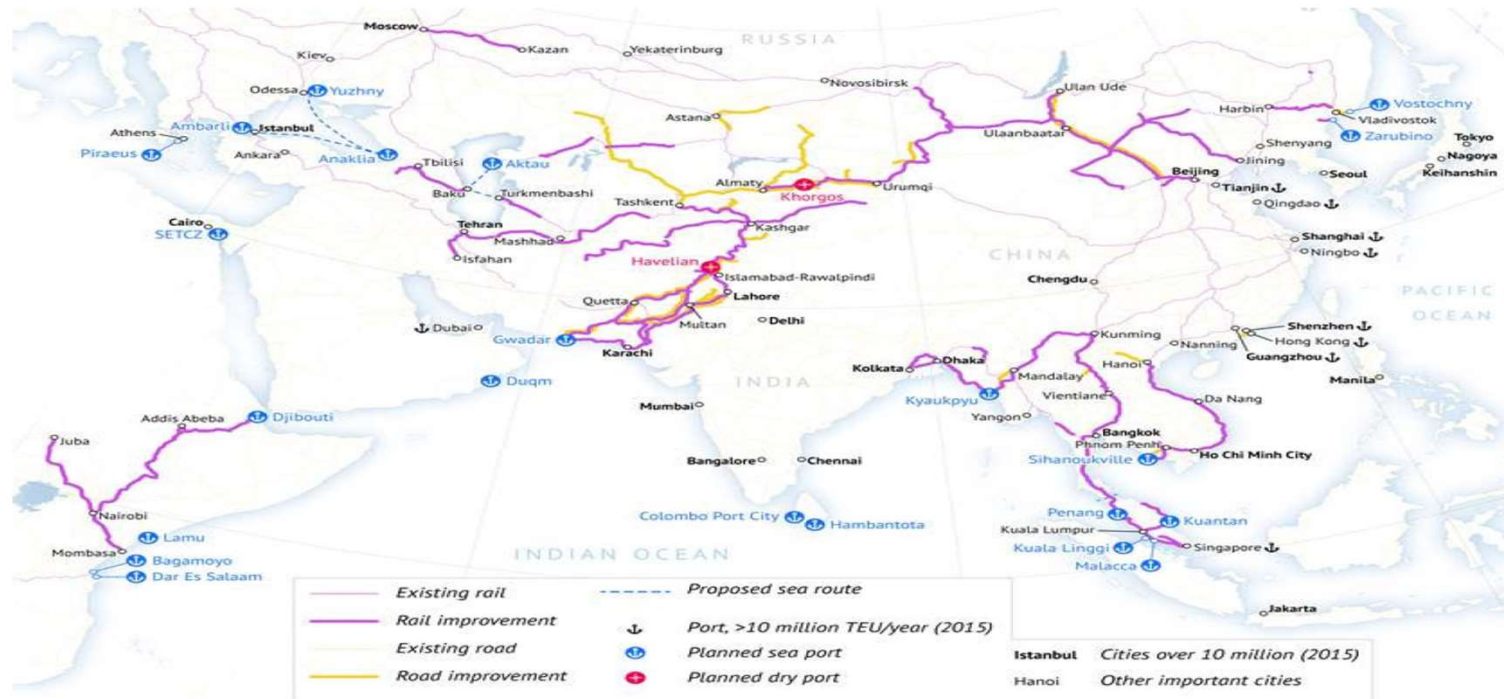 Moscow
Kazan
Yekaterinburg
RUSSIA
Kiev
Novosibirsk
Ulan Ude
Odessa
Yuzhny
Astana
Harbin
Vostochny
Vladivostok
Ambarli
Istanbul
Ulaanbaatar
Athens
Zarubino
Tokyo
Piraeus
Ankara
Anaklia
Tbilisi
Aktau
Shenyang
Nagoya
Jining
Keihanshin
Baku
Turkmenbashi
Almaty
Khorgos
Urumqi
Beijing
Seoul
Tianjin
Tashkent
Qingdao
Cairo
SETCZ
Tehran
Mashhad
Kashgar
Shanghai
Ningbo
Isfahan
Havelian
Islamabad-Rawalpindi
CHINA
Chengdu
Quetta
Lahore
PACIFIC
OCEAN
Dubai
Multan
Delhi
Gwadar
Karachi
Kunming
Shenzhen
Nanning
Hong Kong
Guangzhou
Kolkata
Dhaka
Hanoi
Mandalay
Manila
Duqm
INDIA
Kyaukpyu
Vientiane
Mumbai
Yangon
Da Nang
Addis Abeba
Djibouti
Juba
Bangkok
Phnom Penh
Bangalore
Chennai
Sihanoukville
Ho Chi Minh City
Nairobi
Colombo Port City
Hambantota
Penang
Kuantan
Lamu
Kuala Lumpur
Mombasa
INDIAN OCEAN
Kuala Linggi
Singapore
Bagamoyo
Malacca
Dar Es Salaam
Jakarta
Existing rail
Rail improvement
Existing road
Road improvement
Proposed sea route
Port, >10 million TEU/year (2015)
Planned sea port
Planned dry port
Istanbul Cities over 10 million (2015)
Hanoi Other important cities